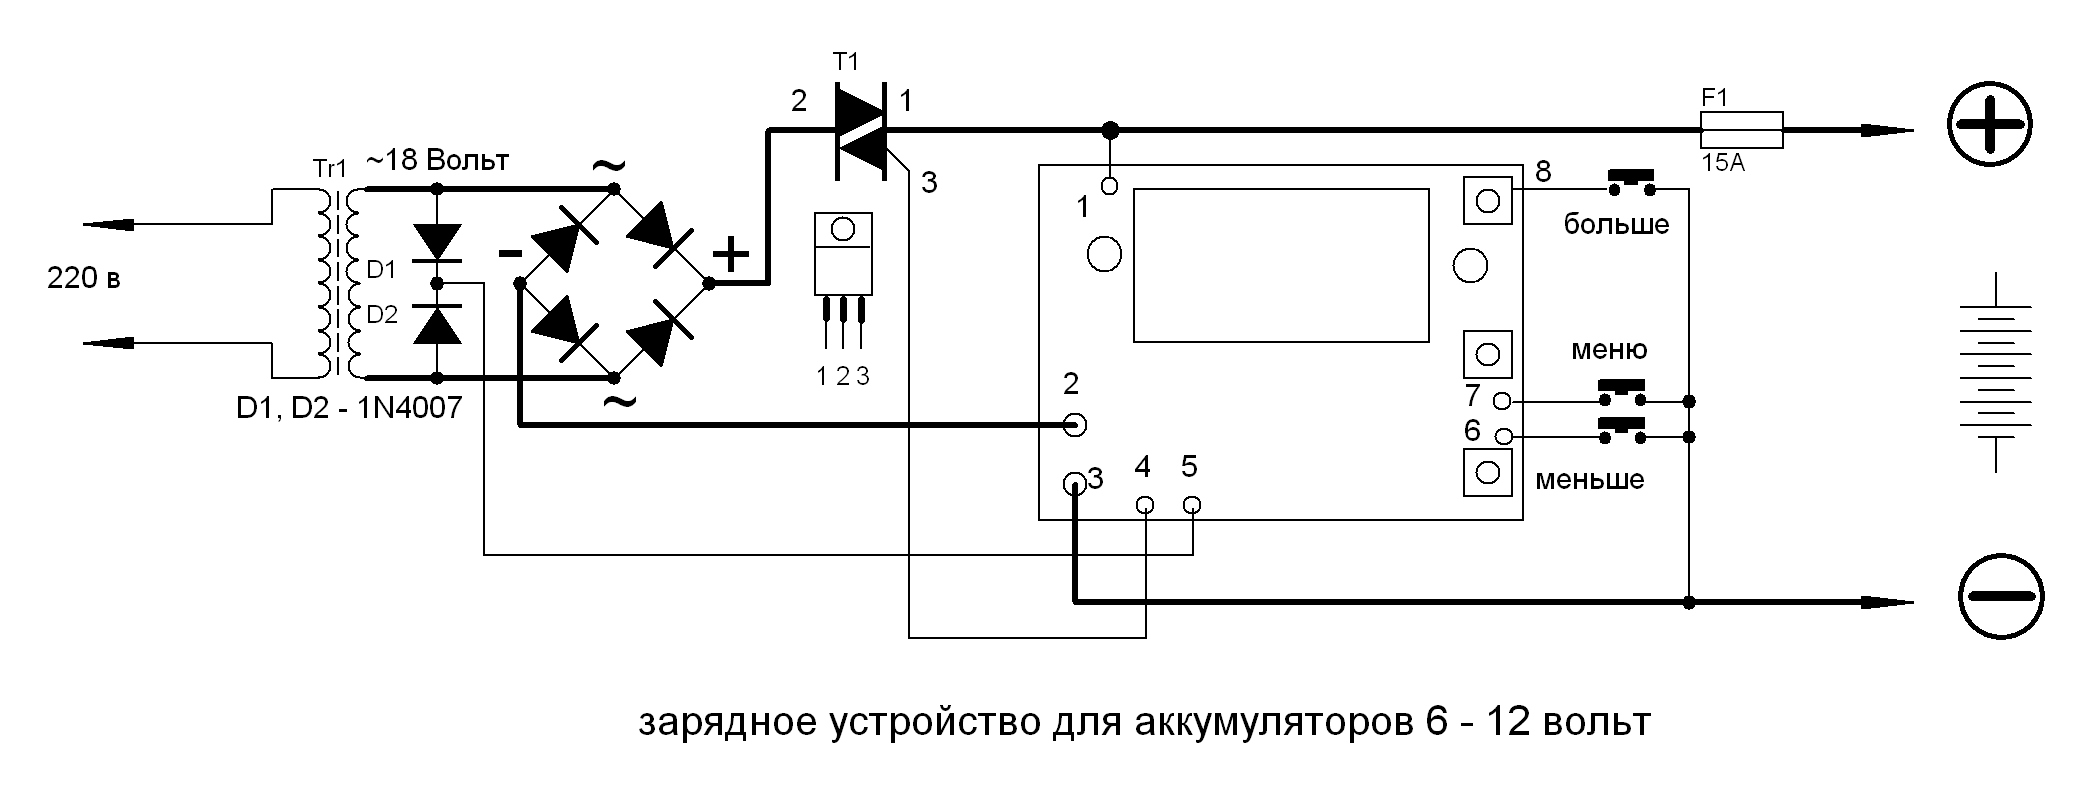 T1
2
1
3
Tr1
~18 Вольт
~
220 в
D1
D2
-
+
~
D1, D2 - 1N4007
1 2 3
F1
15A
+
1
8
больше
2
меню
7
6
3
4
5
меньше
−
зарядное устройство для аккумуляторов 6 - 12 вольт